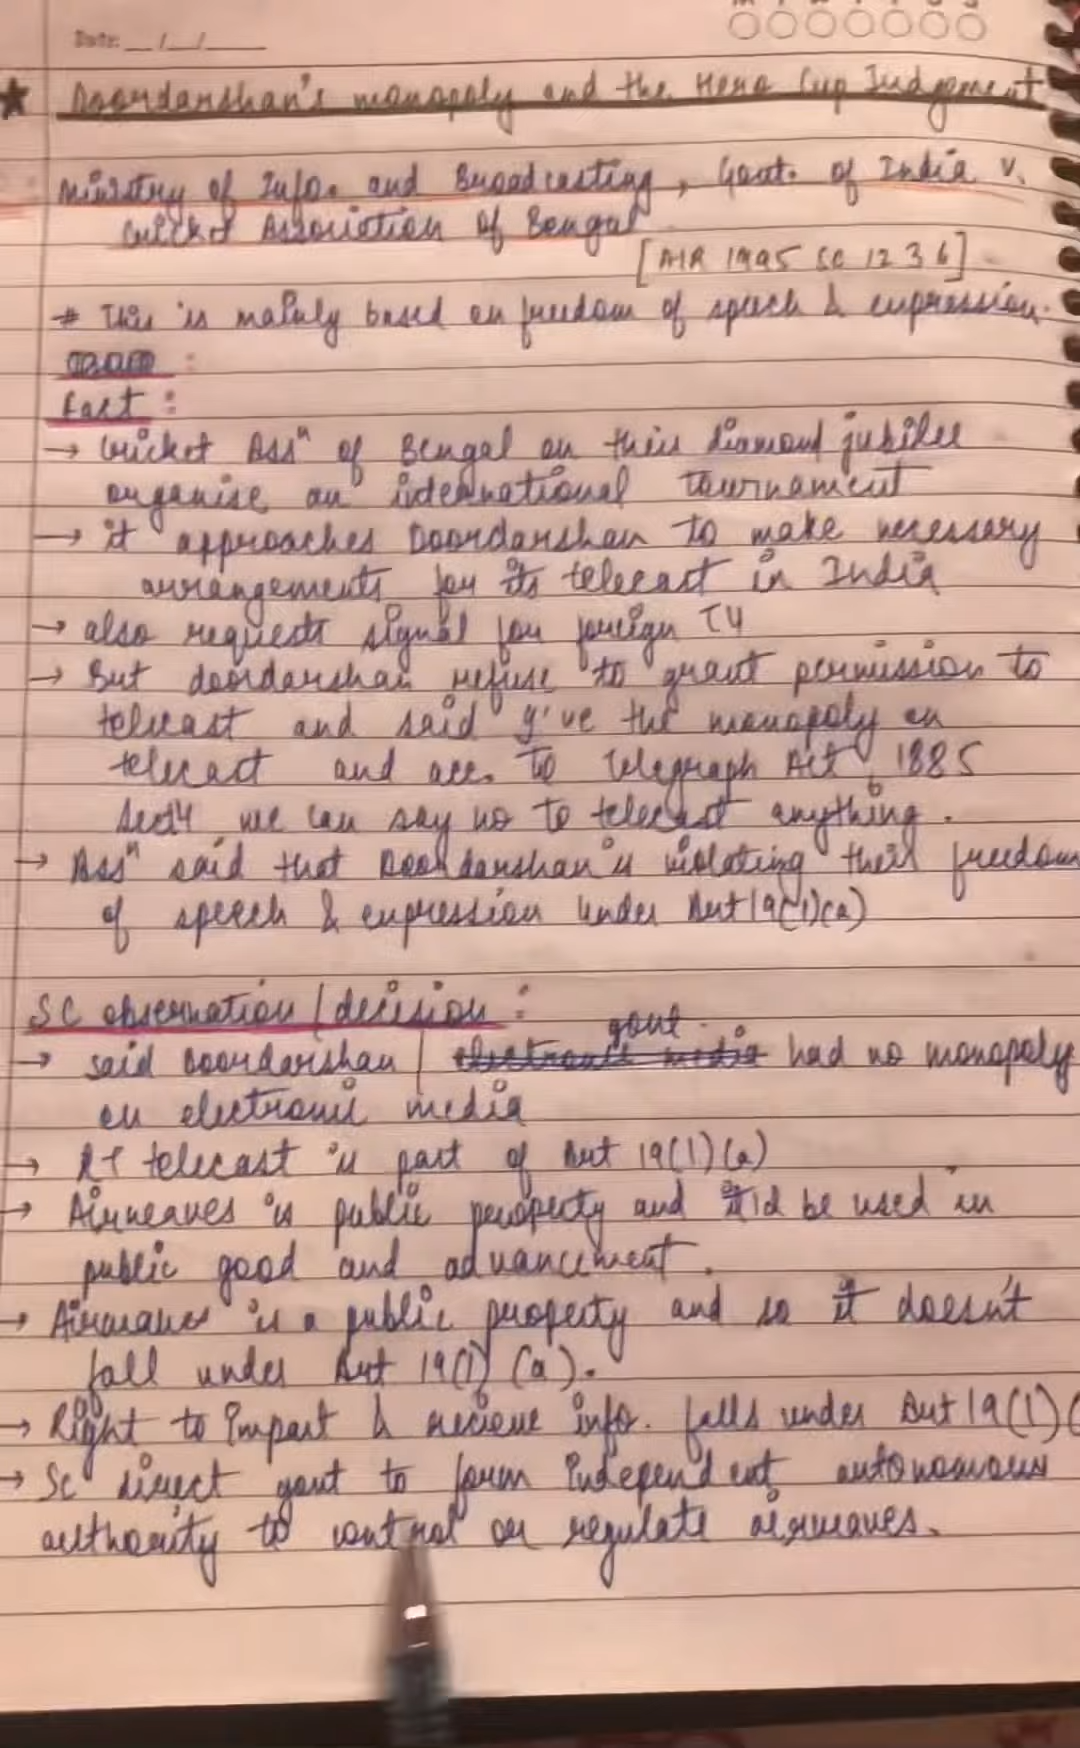 Date: __/__/____
★ Doordarshan's monopoly and the Hero Cup Judgement
Ministry of Info. and Broadcasting, Govt. of India v.
Cricket Association of Bengal
[AIR 1995 SC 1236]
# This is mainly based on freedom of speech & expression.
Fact :
→ Cricket Assⁿ of Bengal on their diamond jubilee
organise an international tournament
→ it approaches Doordarshan to make necessary
arrangements for its telecast in India
→ also requests signal for foreign TV
→ But doordarshan refuse to grant permission to
telecast and said I've the monopoly on
telecast and acc. to Telegraph Act, 1885
Sec 4 we can say no to telecast anything.
→ Assⁿ said that Doordarshan is violating their freedom
of speech & expression under Art 19(1)(a)
SC observation / decision :
govt.
→ said Doordarshan / electronic media had no monopoly
on electronic media
→ Rt telecast is part of Art 19(1)(a)
→ Airweaves is public peroperty and be used in
public good and advancement.
→ Airweaves is a public property and so it doesn't
fall under Art 19(1)(a).
→ Right to impart & recieve info. falls under Art 19(1)(
→ SC direct govt to form independent autonomous
authority to control or regulate airweaves.